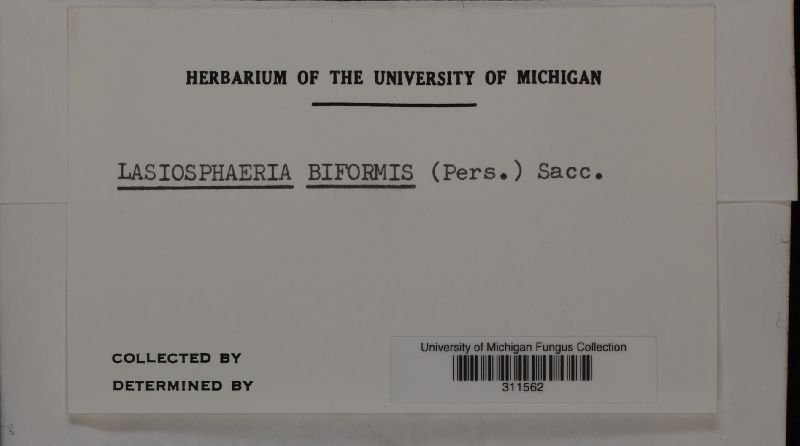 HERBARIUM OF THE UNIVERSITY OF MICHIGAN
LASIOSPHAERIA BIFORMIS (Pers.) Sacc.
COLLECTED BY
DETERMINED BY
University of Michigan Fungus Collection
311562